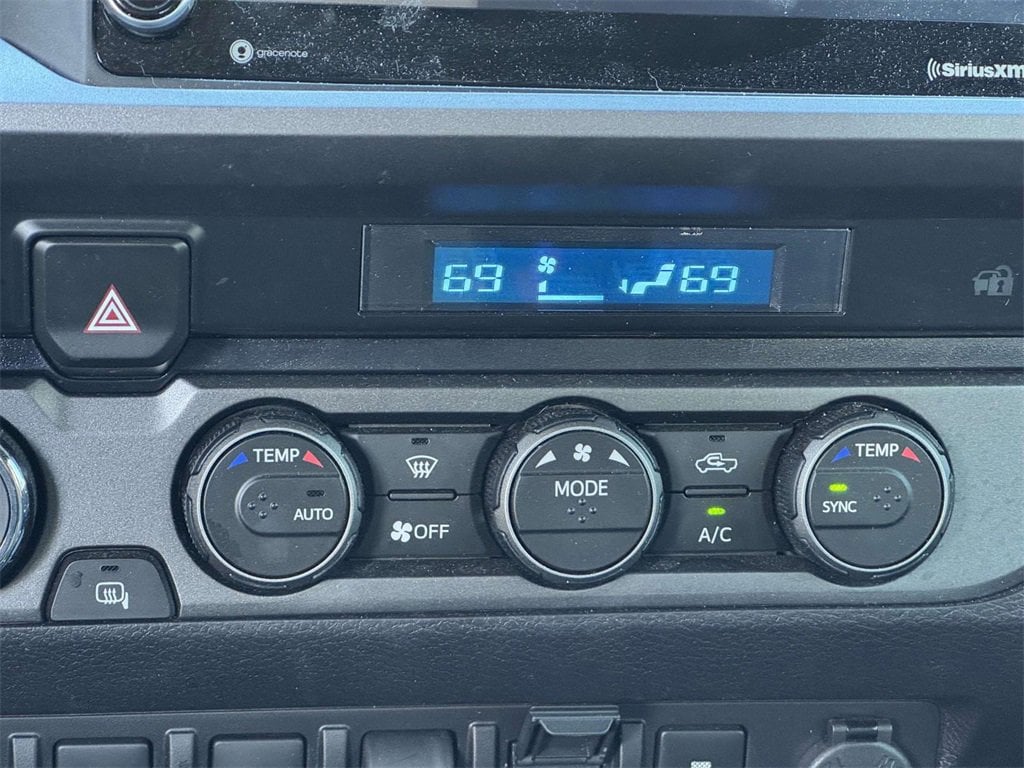 gracenote
((SiriusXm
69 69
TEMP
AUTO
OFF
MODE
A/C
TEMP
SYNC